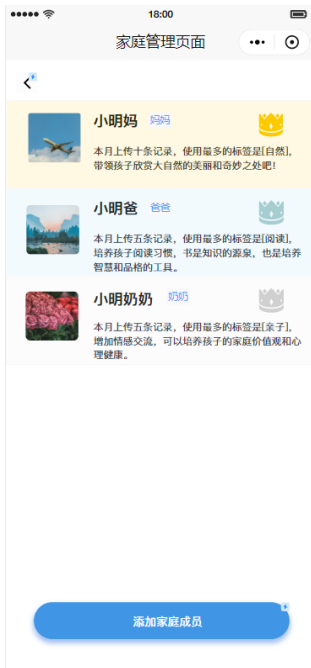 18:00
家庭管理页面
小明妈 妈妈
本月上传十条记录，使用最多的标签是[自然]，
带领孩子欣赏大自然的美丽和奇妙之处吧！
小明爸 爸爸
本月上传五条记录，使用最多的标签是[阅读]，
培养孩子阅读习惯，书是知识的源泉，也是培养
智慧和品格的工具。
小明奶奶 奶奶
本月上传五条记录，使用最多的标签是[亲子]，
增加情感交流，可以培养孩子的家庭价值观和心
理健康。
添加家庭成员